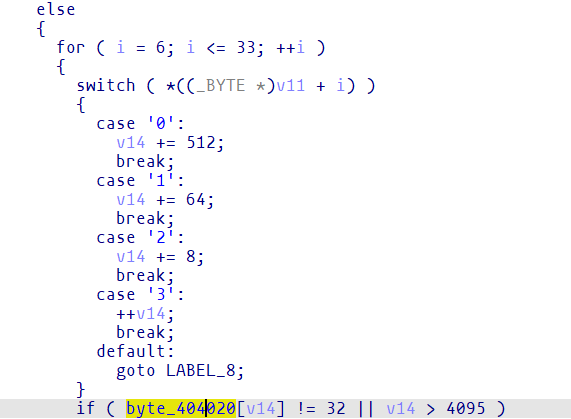 else
{
for ( i = 6; i <= 33; ++i )
{
switch ( *((_BYTE *)v11 + i) )
{
case '0':
v14 += 512;
break;
case '1':
v14 += 64;
break;
case '2':
v14 += 8;
break;
case '3':
++v14;
break;
default:
goto LABEL_8;
}
if ( byte_404020[v14] != 32 || v14 > 4095 )